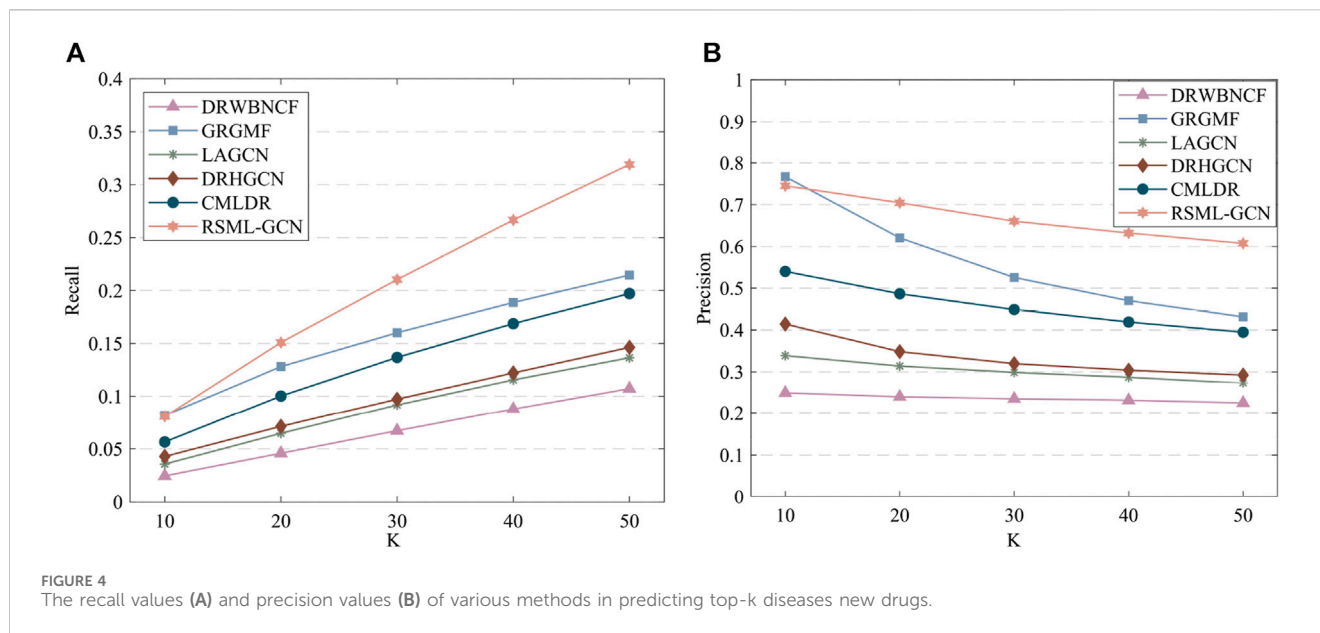 A
Recall
0.4
0.35
0.3
0.25
0.2
0.15
0.1
0.05
0
10 20 30 40 50
K
DRWBNCF
GRGMF
LAGCN
DRHGCN
CMLDR
RSML-GCN
B
Precision
1
0.9
0.8
0.7
0.6
0.5
0.4
0.3
0.2
0.1
0
10 20 30 40 50
K
DRWBNCF
GRGMF
LAGCN
DRHGCN
CMLDR
RSML-GCN
FIGURE 4
The recall values (A) and precision values (B) of various methods in predicting top-k diseases new drugs.